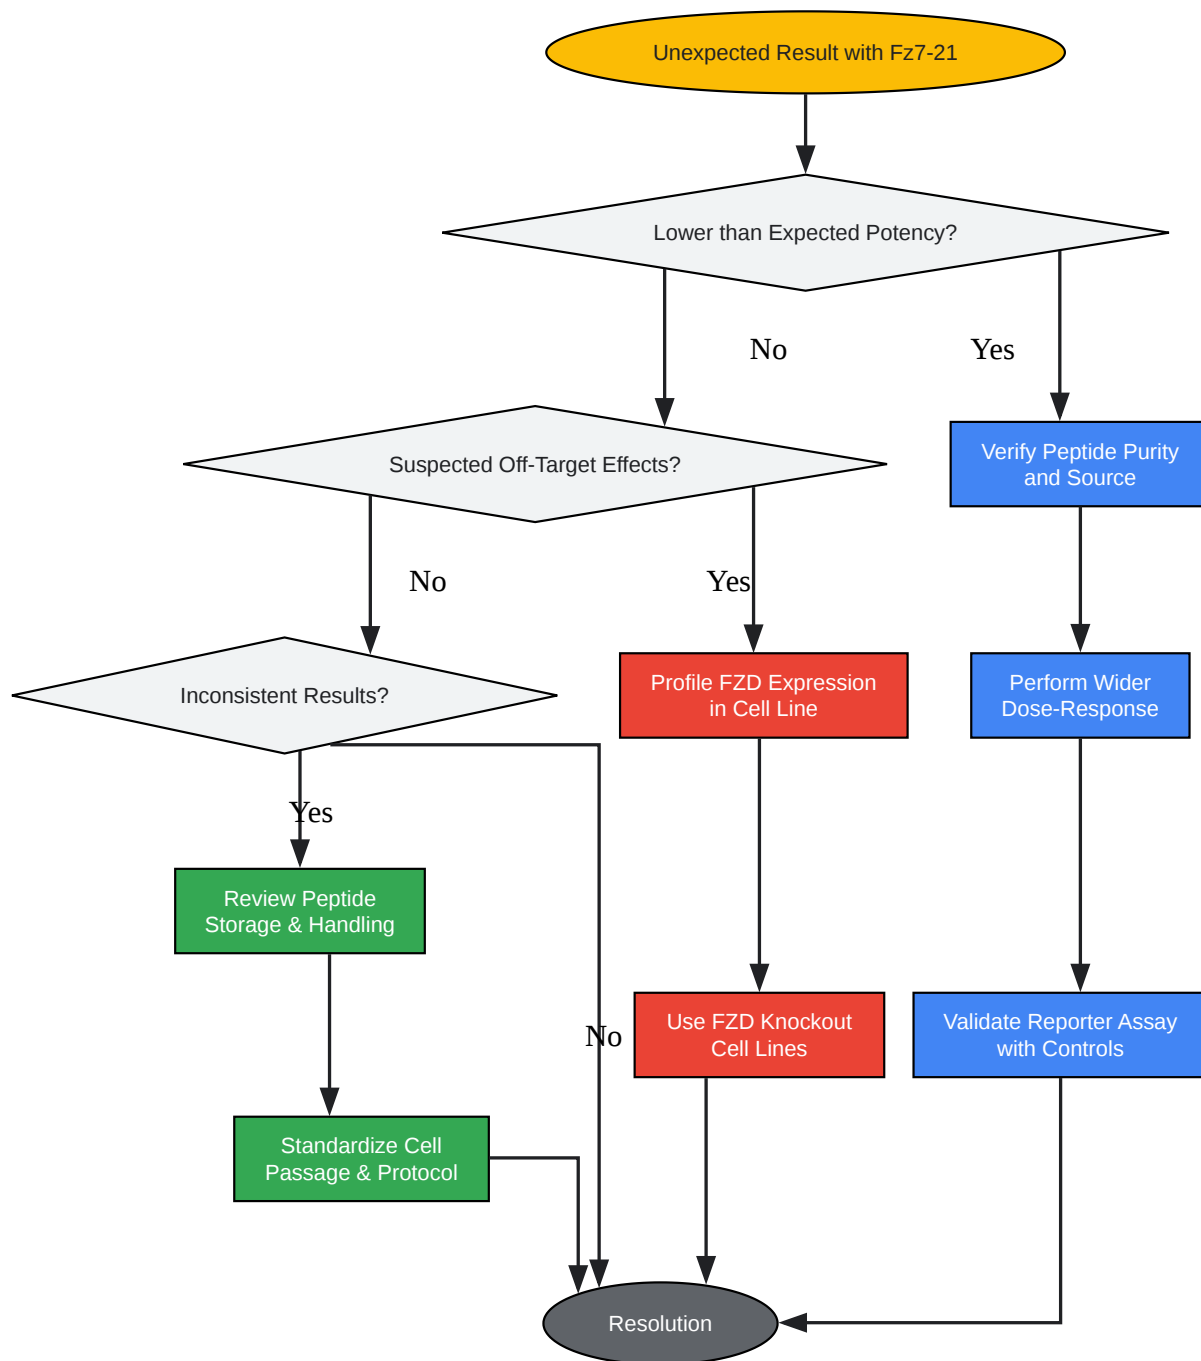 Unexpected Result with Fz7-21
Lower than Expected Potency?
No
Yes
Suspected Off-Target Effects?
Verify Peptide Purity
and Source
No
Yes
Inconsistent Results?
Profile FZD Expression
in Cell Line
Perform Wider
Dose-Response
Yes
Review Peptide
Storage & Handling
No
Use FZD Knockout
Cell Lines
Validate Reporter Assay
with Controls
Standardize Cell
Passage & Protocol
Resolution